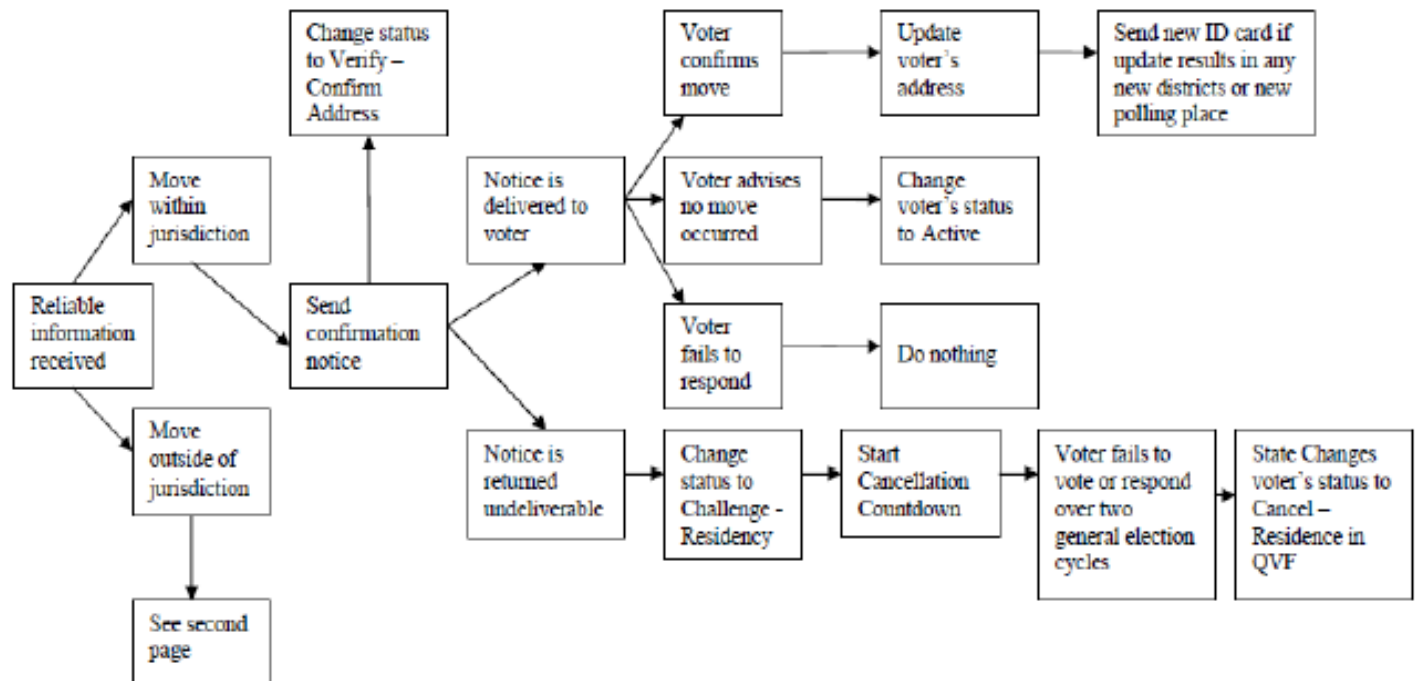 Change status
to Verify –
Confirm
Address
Voter
confirms
move
Update
voter's
address
Send new ID card if
update results in any
new districts or new
polling place
Move
within
jurisdiction
Notice is
delivered to
voter
Voter advises
no move
occurred
Change
voter's status
to Active
Reliable
information
received
Send
confirmation
notice
Voter
fails to
respond
Do nothing
Move
outside of
jurisdiction
Notice is
returned
undeliverable
Change
status to
Challenge -
Residency
Start
Cancellation
Countdown
Voter fails to
vote or respond
over two
general election
cycles
State Changes
voter's status to
Cancel –
Residence in
QVF
See second
page